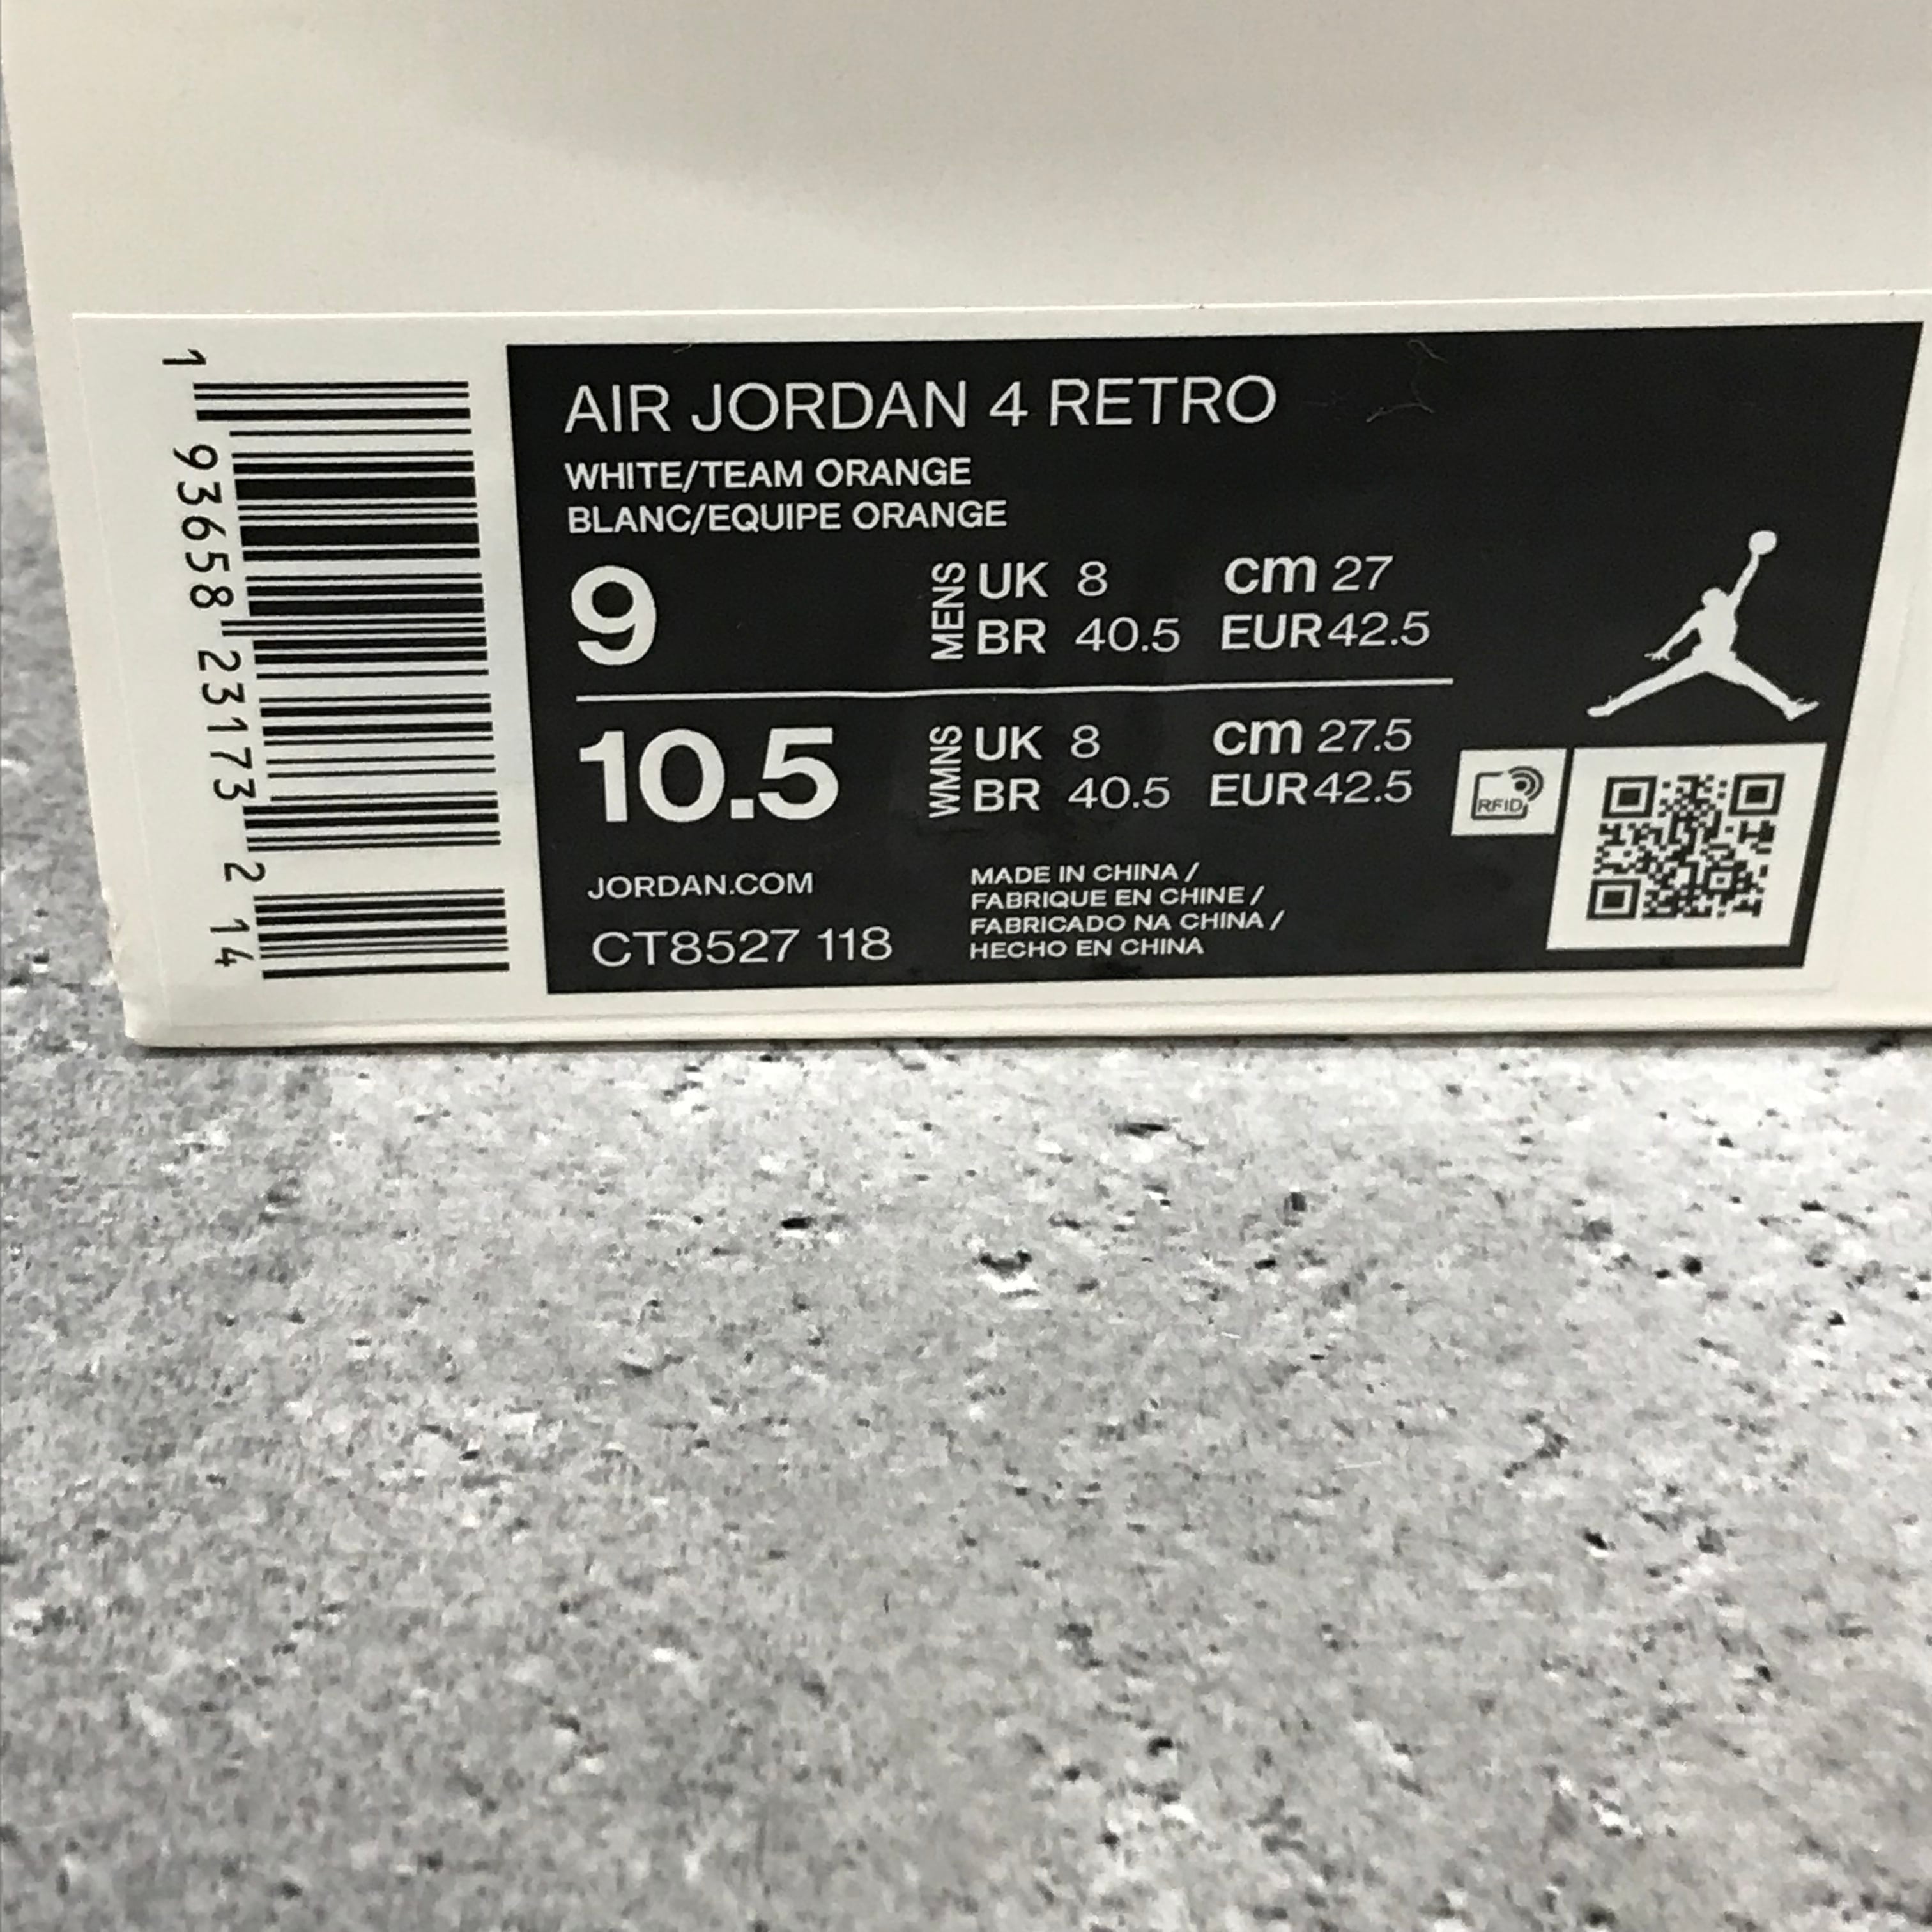 1 93658 23173 2 14
AIR JORDAN 4 RETRO
WHITE/TEAM ORANGE
BLANC/EQUIPE ORANGE
9
MENS
UK 8 cm 27
BR 40.5 EUR 42.5
10.5
WMNS
UK 8 cm 27.5
BR 40.5 EUR 42.5
RFID
JORDAN.COM
CT8527 118
MADE IN CHINA /
FABRIQUE EN CHINE /
FABRICADO NA CHINA /
HECHO EN CHINA